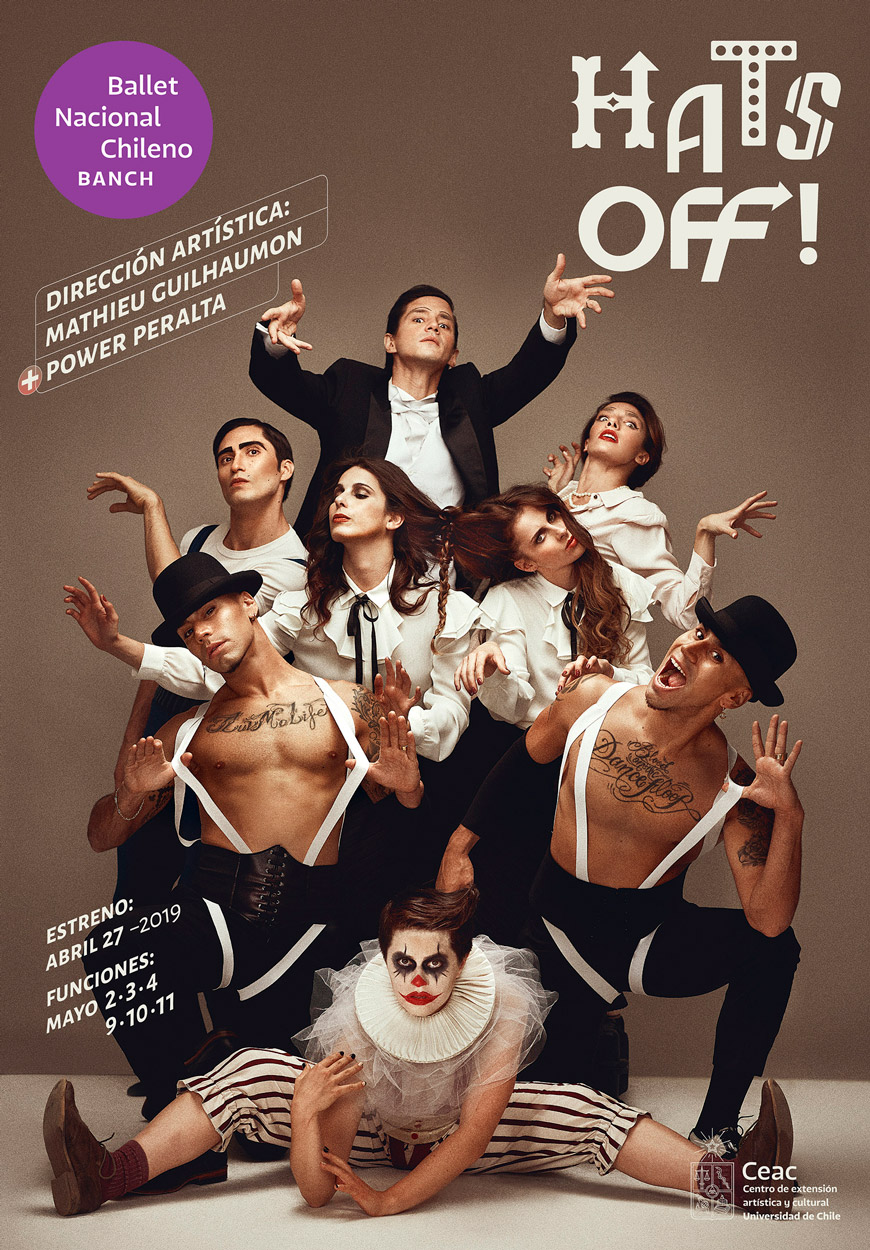 Ballet
Nacional
Chileno
BANCH
HATS
OFF!
DIRECCIÓN ARTÍSTICA:
MATHIEU GUILHAUMON
+ POWER PERALTA
ESTRENO:
ABRIL 27 –2019
FUNCIONES:
MAYO 2·3·4
9·10·11
Ceac
Centro de extensión
artística y cultural
Universidad de Chile